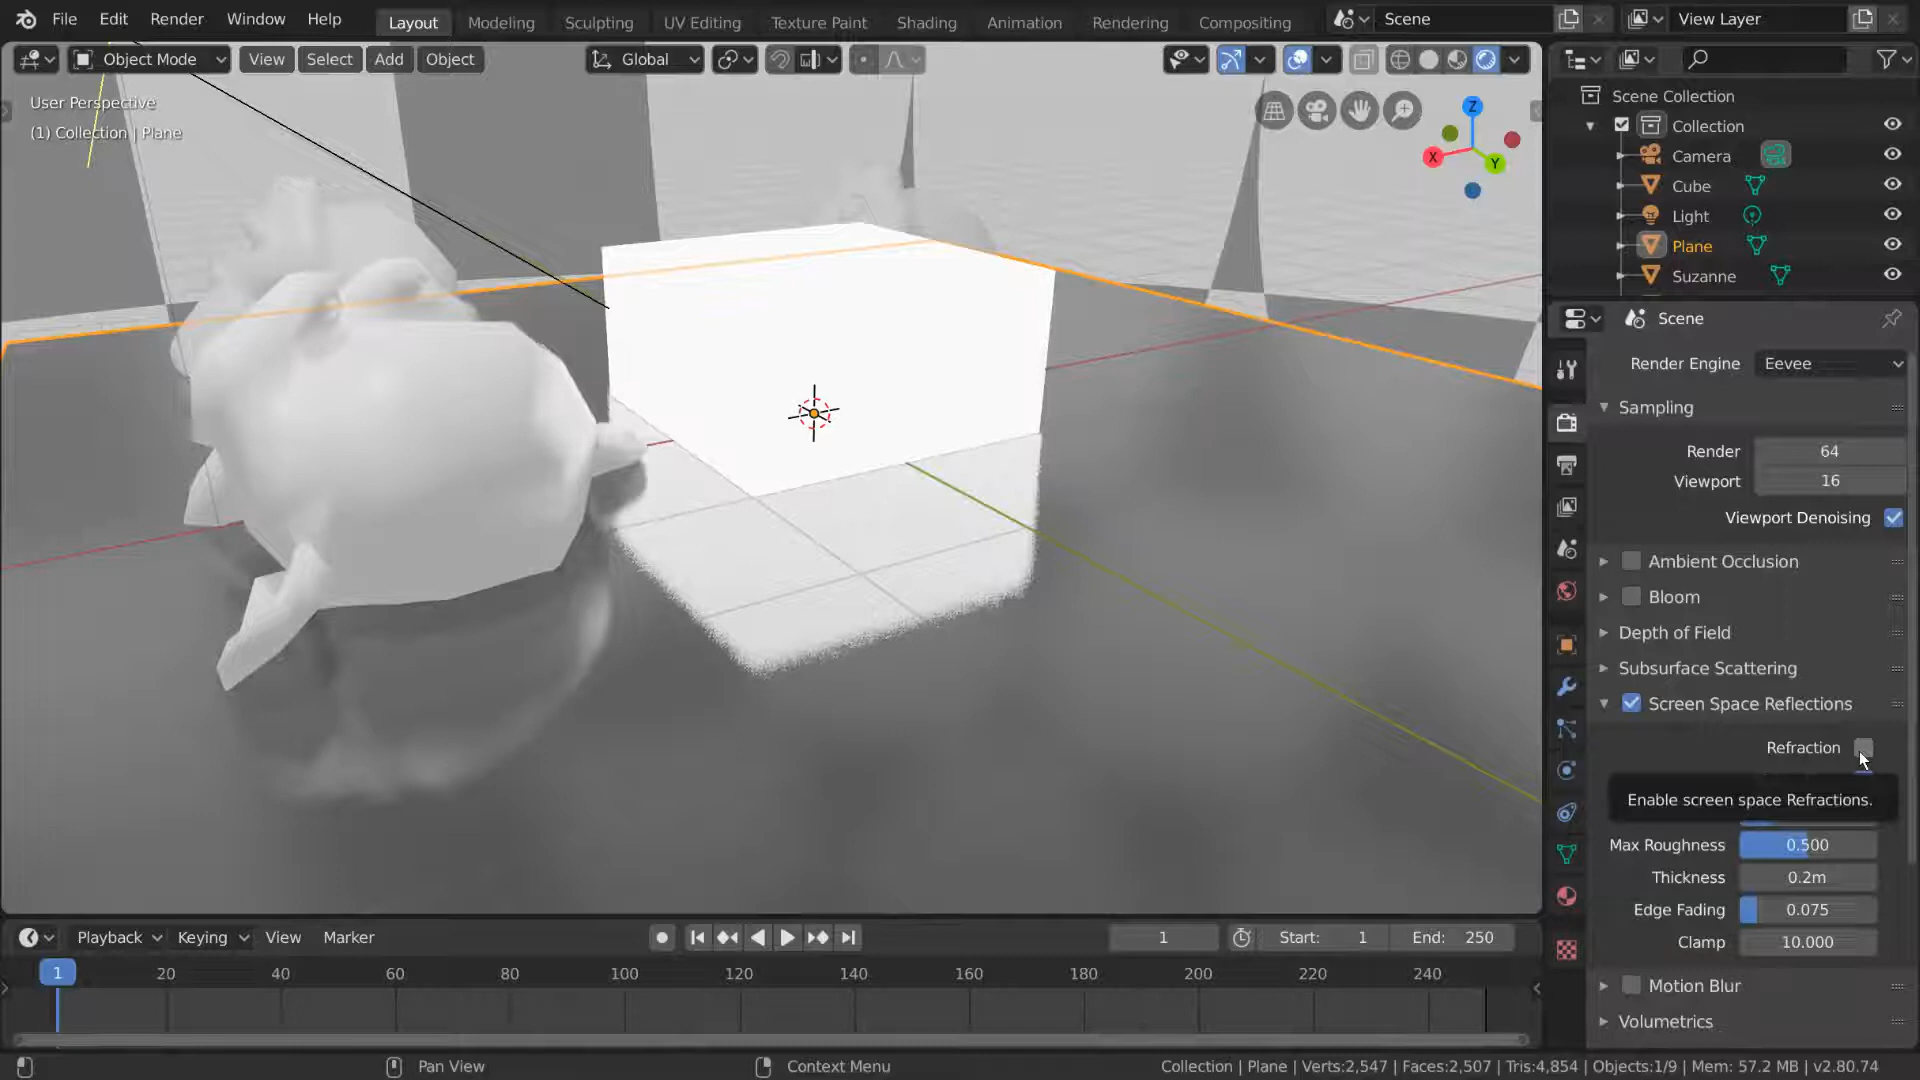 File Edit Render Window Help Layout Modeling Sculpting UV Editing Texture Paint Shading Animation Rendering Compositing Scene View Layer
Object Mode View Select Add Object Global
User Perspective
(1) Collection | Plane
Z
X
Y
Scene Collection
Collection
Camera
Cube
Light
Plane
Suzanne
Scene
Render Engine Eevee
Sampling
Render 64
Viewport 16
Viewport Denoising
Ambient Occlusion
Bloom
Depth of Field
Subsurface Scattering
Screen Space Reflections
Refraction
Enable screen space Refractions.
Max Roughness 0.500
Thickness 0.2m
Edge Fading 0.075
Clamp 10.000
Motion Blur
Volumetrics
Playback Keying View Marker 1 Start: 1 End: 250
1 20 40 60 80 100 120 140 160 180 200 220 240
Pan View Context Menu Collection | Plane | Verts:2,547 | Faces:2,507 | Tris:4,854 | Objects:1/9 | Mem: 57.2 MB | v2.80.74